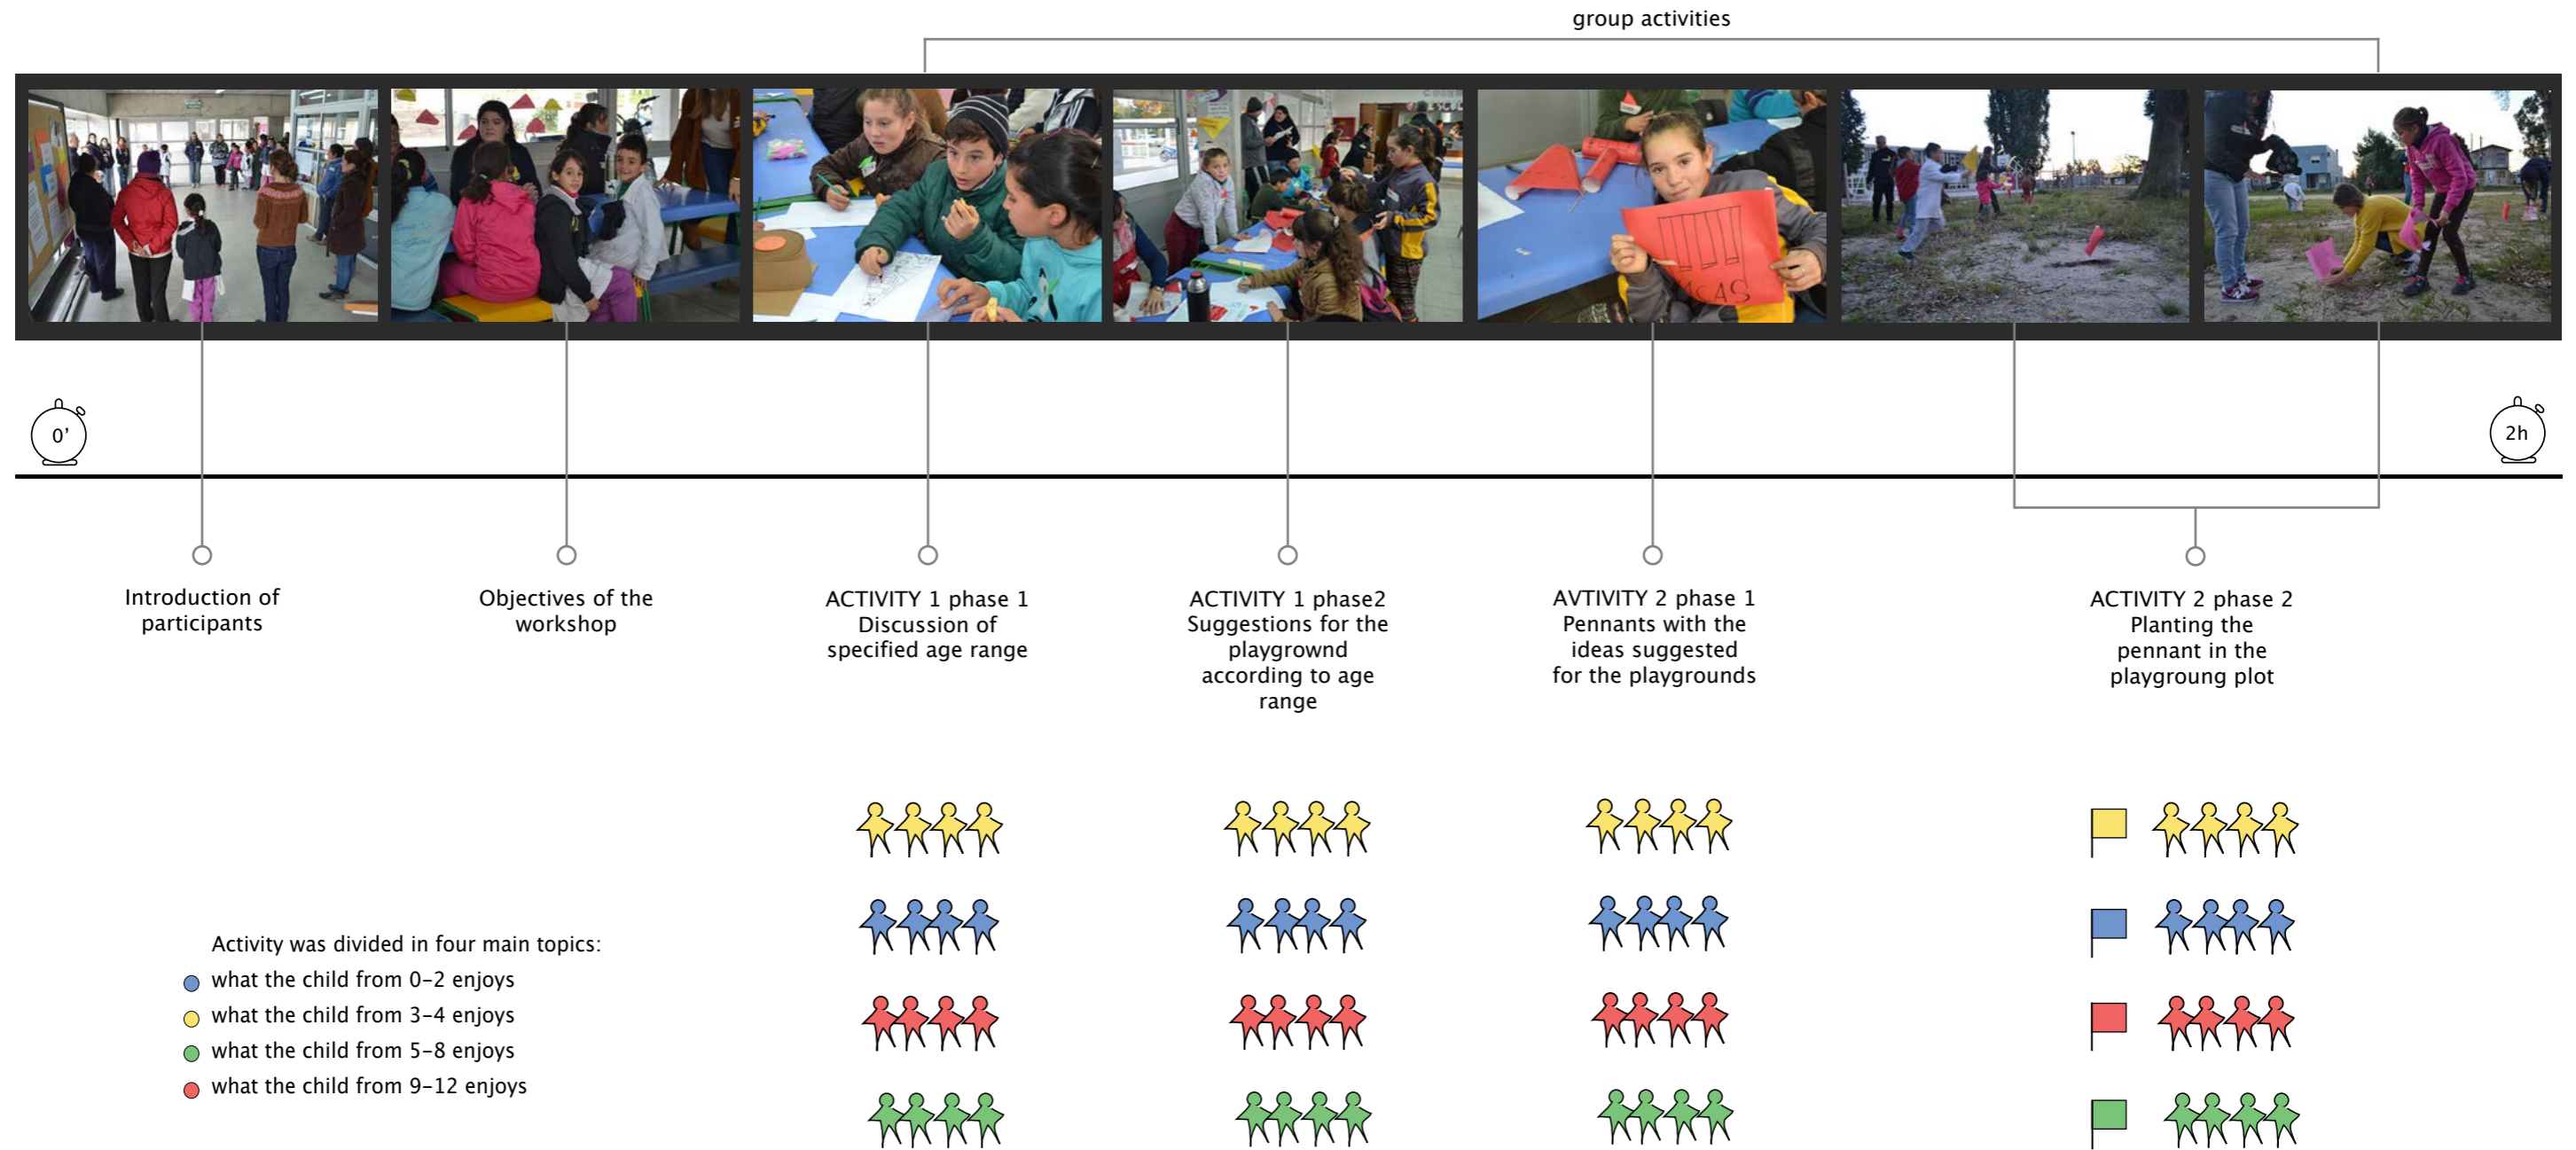 group activities
0’
2h
Introduction of
participants
Objectives of the
workshop
ACTIVITY 1 phase 1
Discussion of
specified age range
ACTIVITY 1 phase2
Suggestions for the
playgrownd
according to age
range
AVTIVITY 2 phase 1
Pennants with the
ideas suggested
for the playgrounds
ACTIVITY 2 phase 2
Planting the
pennant in the
playgroung plot
Activity was divided in four main topics:
what the child from 0-2 enjoys
what the child from 3-4 enjoys
what the child from 5-8 enjoys
what the child from 9-12 enjoys